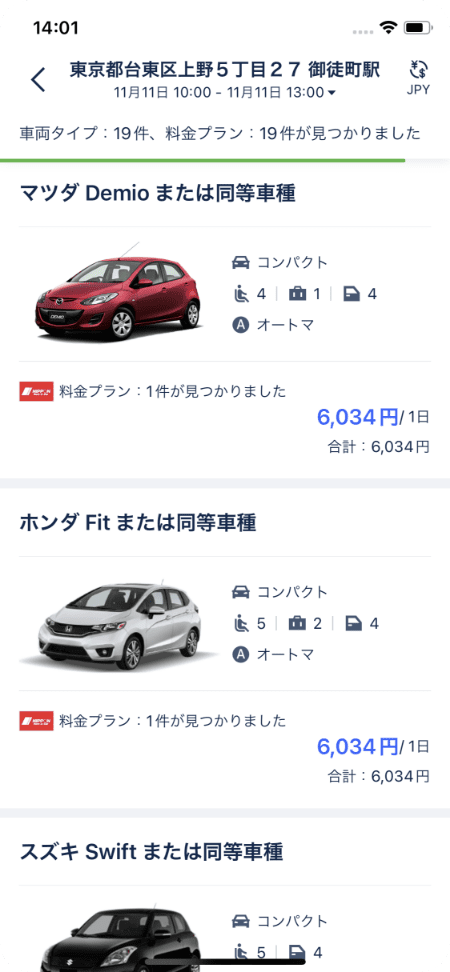 14:01
東京都台東区上野５丁目２７ 御徒町駅
11月11日 10:00 - 11月11日 13:00
JPY
車両タイプ：19件、料金プラン：19件が見つかりました
マツダ Demio または同等車種
コンパクト
4 1 4
A オートマ
料金プラン：1件が見つかりました
6,034円/ 1日
合計：6,034円
ホンダ Fit または同等車種
コンパクト
5 2 4
A オートマ
料金プラン：1件が見つかりました
6,034円/ 1日
合計：6,034円
スズキ Swift または同等車種
コンパクト
5 4